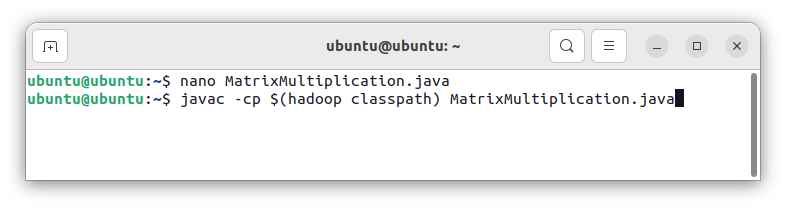 ubuntu@ubuntu: ~
ubuntu@ubuntu:~$ nano MatrixMultiplication.java
ubuntu@ubuntu:~$ javac -cp $(hadoop classpath) MatrixMultiplication.java